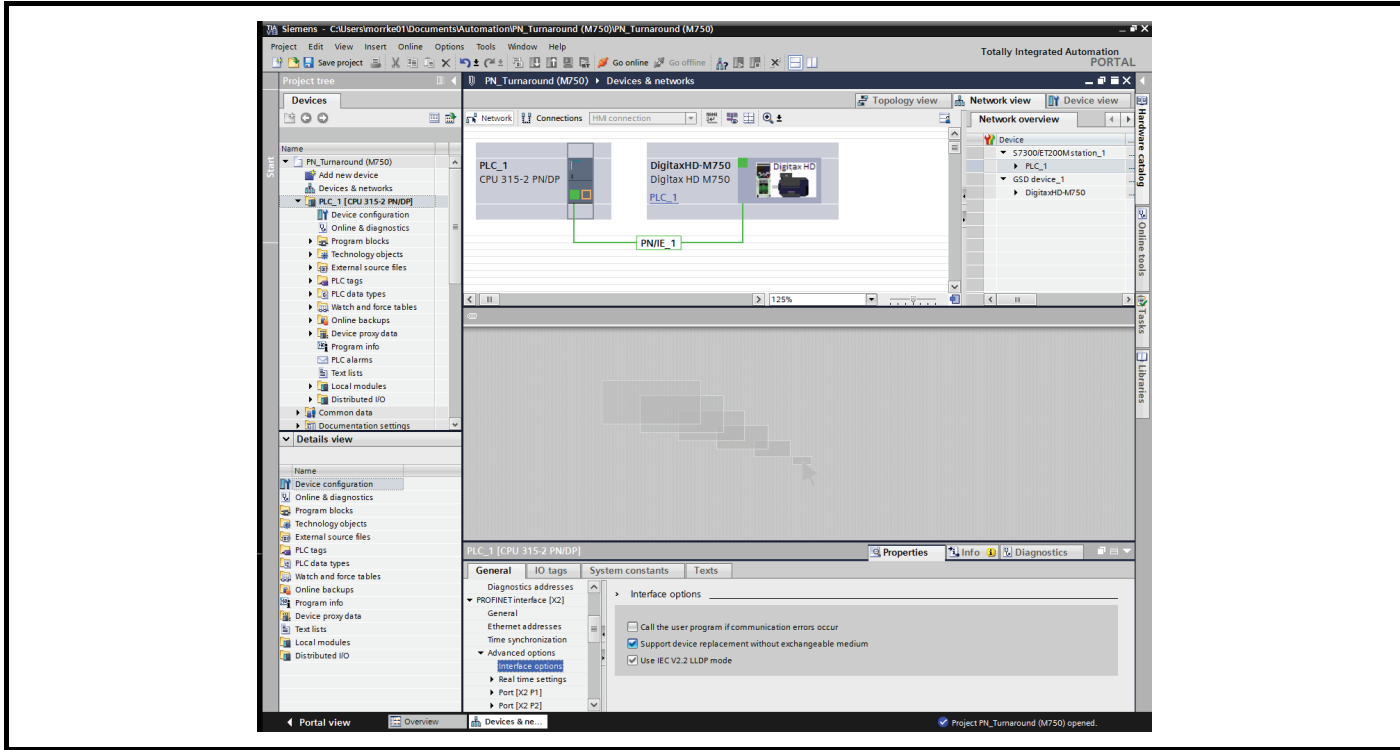 Siemens - C:\Users\morrke01\Documents\Automation\PN_Turnaround (M750)\PN_Turnaround (M750)
Project Edit View Insert Online Options Tools Window Help
Totally Integrated Automation
PORTAL
Save project Go online Go offline
Project tree
PN_Turnaround (M750) Devices & networks
Devices
Topology view Network view Device view
Network Connections HMI connection
Network overview
Name
PN_Turnaround (M750)
Add new device
Devices & networks
PLC_1 [CPU 315-2 PN/DP]
Device configuration
Online & diagnostics
Program blocks
Technology objects
External source files
PLC tags
PLC data types
Watch and force tables
Online backups
Device proxy data
Program info
PLC alarms
Text lists
Local modules
Distributed I/O
Common data
Documentation settings
PLC_1
CPU 315-2 PN/DP
DigitaxHD-M750
Digitax HD M750
PLC_1
Digitax HD
PN/IE_1
125%
Device
S7300/ET200M station_1
PLC_1
GSD device_1
DigitaxHD-M750
Hardware catalog
Online tools
Tasks
Libraries
Start
Details view
Name
Device configuration
Online & diagnostics
Program blocks
Technology objects
External source files
PLC tags
PLC data types
Watch and force tables
Online backups
Program info
Device proxy data
Text lists
Local modules
Distributed I/O
PLC_1 [CPU 315-2 PN/DP]
Properties Info Diagnostics
General IO tags System constants Texts
Diagnostics addresses
PROFINET interface [X2]
General
Ethernet addresses
Time synchronization
Advanced options
Interface options
Real time settings
Port [X2 P1]
Port [X2 P2]
Interface options
Call the user program if communication errors occur
Support device replacement without exchangeable medium
Use IEC V2.2 LLDP mode
Portal view Overview Devices & ne...
Project PN_Turnaround (M750) opened.